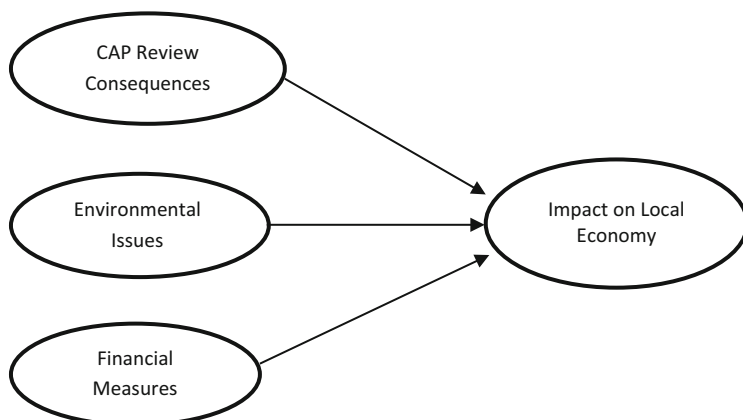 CAP Review
Consequences
Environmental
Issues
Impact on Local
Economy
Financial
Measures